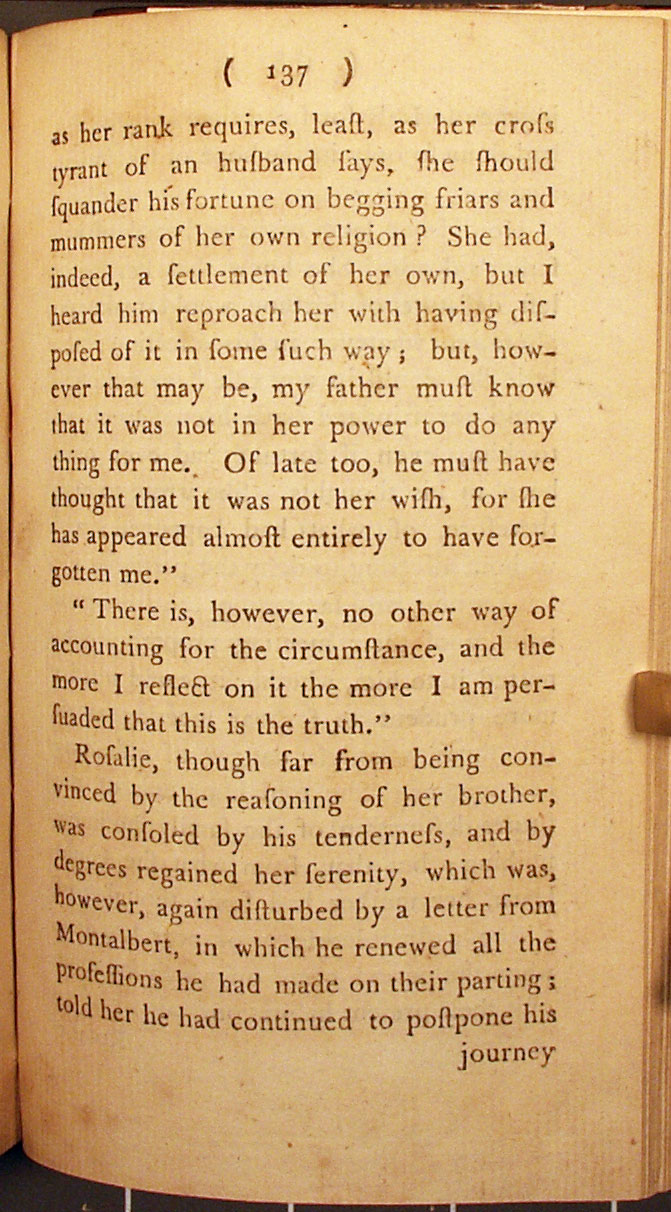 ( 137 )
as her rank requires, leaſt, as her croſs
tyrant of an huſband ſays, ſhe ſhould
ſquander his fortune on begging friars and
mummers of her own religion ? She had,
indeed, a ſettlement of her own, but I
heard him reproach her with having diſ-
poſed of it in ſome ſuch way ; but, how-
ever that may be, my father muſt know
that it was not in her power to do any
thing for me. Of late too, he muſt have
thought that it was not her wiſh, for ſhe
has appeared almoſt entirely to have for-
gotten me.”
“ There is, however, no other way of
accounting for the circumſtance, and the
more I reflect on it the more I am per-
ſuaded that this is the truth.”
Roſalie, though far from being con-
vinced by the reaſoning of her brother,
was conſoled by his tenderneſs, and by
degrees regained her ſerenity, which was,
however, again diſturbed by a letter from
Montalbert, in which he renewed all the
profeſſions he had made on their parting ;
told her he had continued to poſtpone his
journey